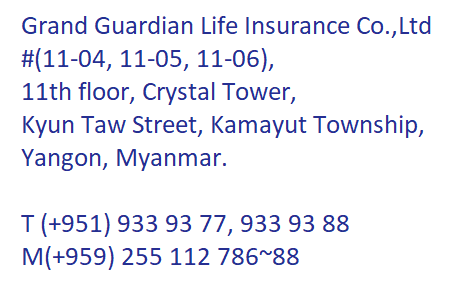 Grand Guardian Life Insurance Co.,Ltd
#(11-04, 11-05, 11-06),
11th floor, Crystal Tower,
Kyun Taw Street, Kamayut Township,
Yangon, Myanmar.
T (+951) 933 93 77, 933 93 88
M(+959) 255 112 786~88